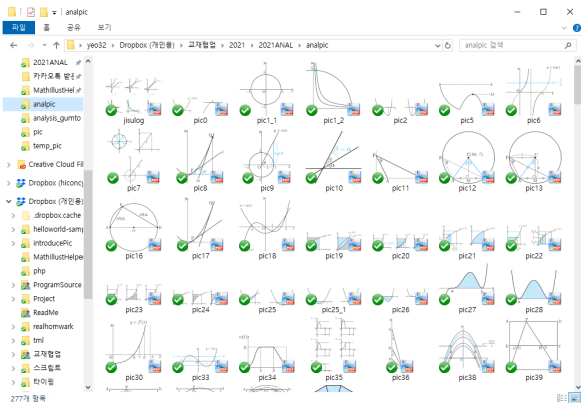 analpic
파일 홈 공유 보기
yeo32 > Dropbox (개인용) > 교재협업 > 2021 > 2021ANAL > analpic
analpic 검색
2021ANAL
카카오톡 받은
MathIllustHel
analpic
analysis_gumto
pic
temp_pic
Creative Cloud Fil
Dropbox (hiconcy
Dropbox (개인용)
.dropbox.cache
helloworld-samp
introducePic
MathIllustHelpe
php
ProgramSource
Project
ReadMe
realhomwark
tml
교재협업
스크립트
타이핑
jisulog pic0 pic1_1 pic1_2 pic2 pic5 pic6
pic7 pic8 pic9 pic10 pic11 pic12 pic13
pic16 pic17 pic18 pic19 pic20 pic21 pic22
pic23 pic24 pic25 pic25_1 pic26 pic27 pic28
pic30 pic33 pic34 pic35 pic36 pic38 pic39
277개 항목